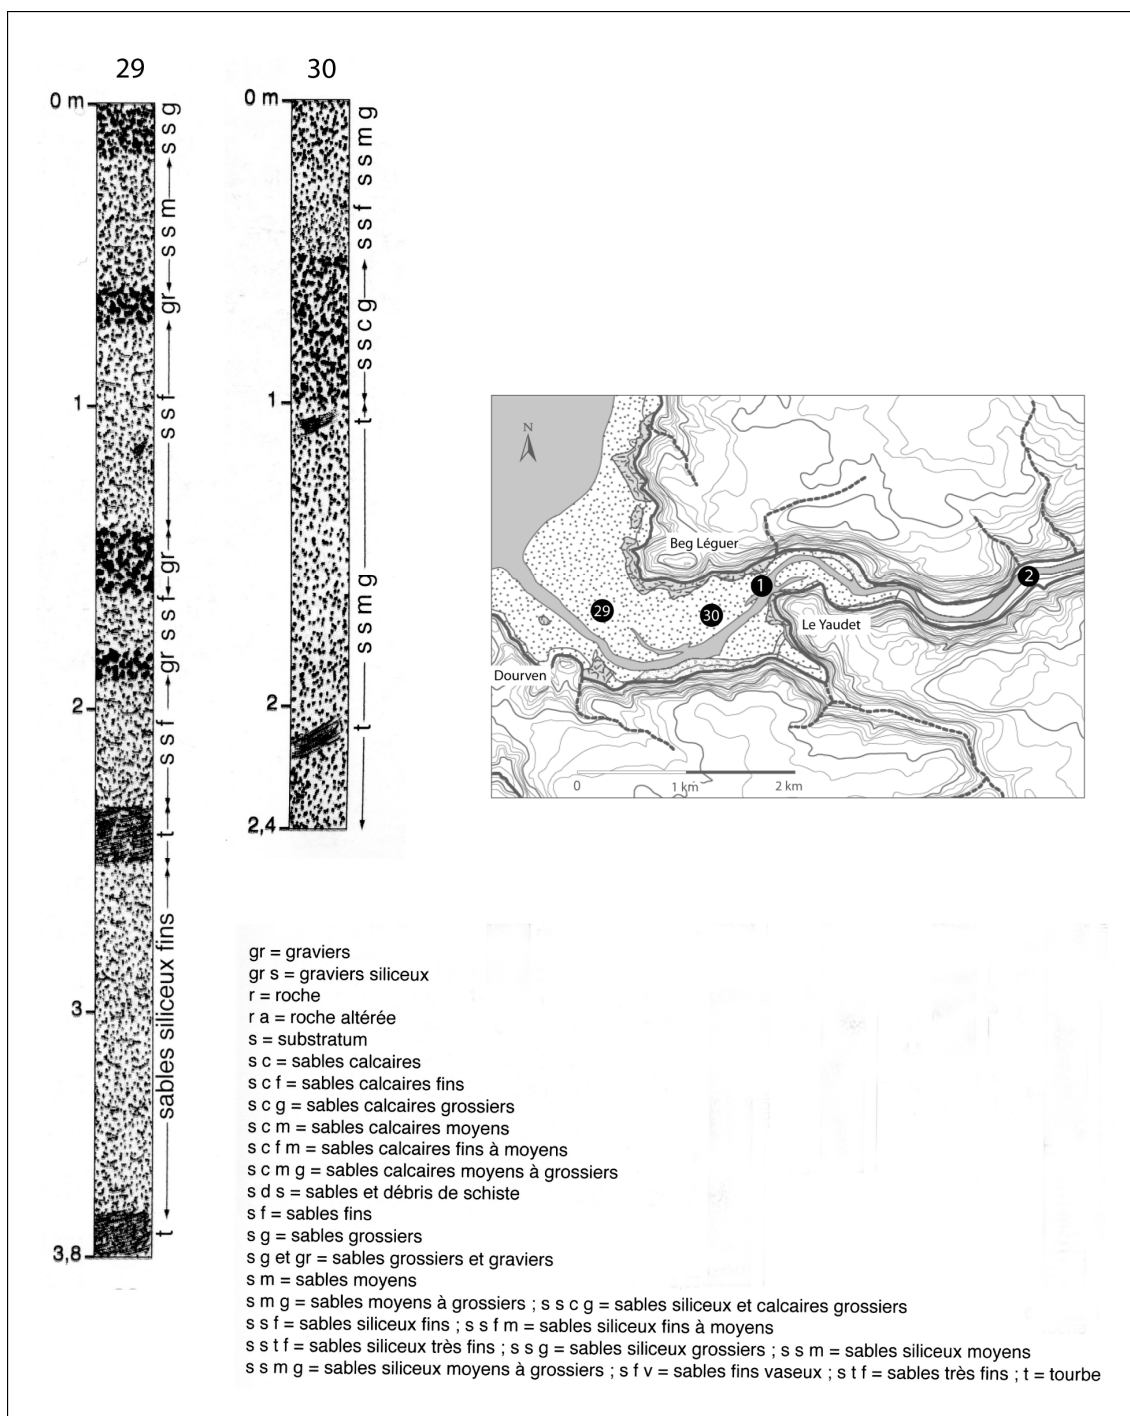 29
0 m
s s g
s s m
gr
1
s s f
gr
s s f
gr
2
s s f
t
sables siliceux fins
3
t
3,8
30
0 m
s s m g
s s f
s s c g
1
t
s s m g
2
t
2,4
N
Beg Léguer
1
2
29
30
Le Yaudet
Dourven
0 1 km 2 km
gr = graviers
gr s = graviers siliceux
r = roche
r a = roche altérée
s = substratum
s c = sables calcaires
s c f = sables calcaires fins
s c g = sables calcaires grossiers
s c m = sables calcaires moyens
s c f m = sables calcaires fins à moyens
s c m g = sables calcaires moyens à grossiers
s d s = sables et débris de schiste
s f = sables fins
s g = sables grossiers
s g et gr = sables grossiers et graviers
s m = sables moyens
s m g = sables moyens à grossiers ; s s c g = sables siliceux et calcaires grossiers
s s f = sables siliceux fins ; s s f m = sables siliceux fins à moyens
s s t f = sables siliceux très fins ; s s g = sables siliceux grossiers ; s s m = sables siliceux moyens
s s m g = sables siliceux moyens à grossiers ; s f v = sables fins vaseux ; s t f = sables très fins ; t = tourbe